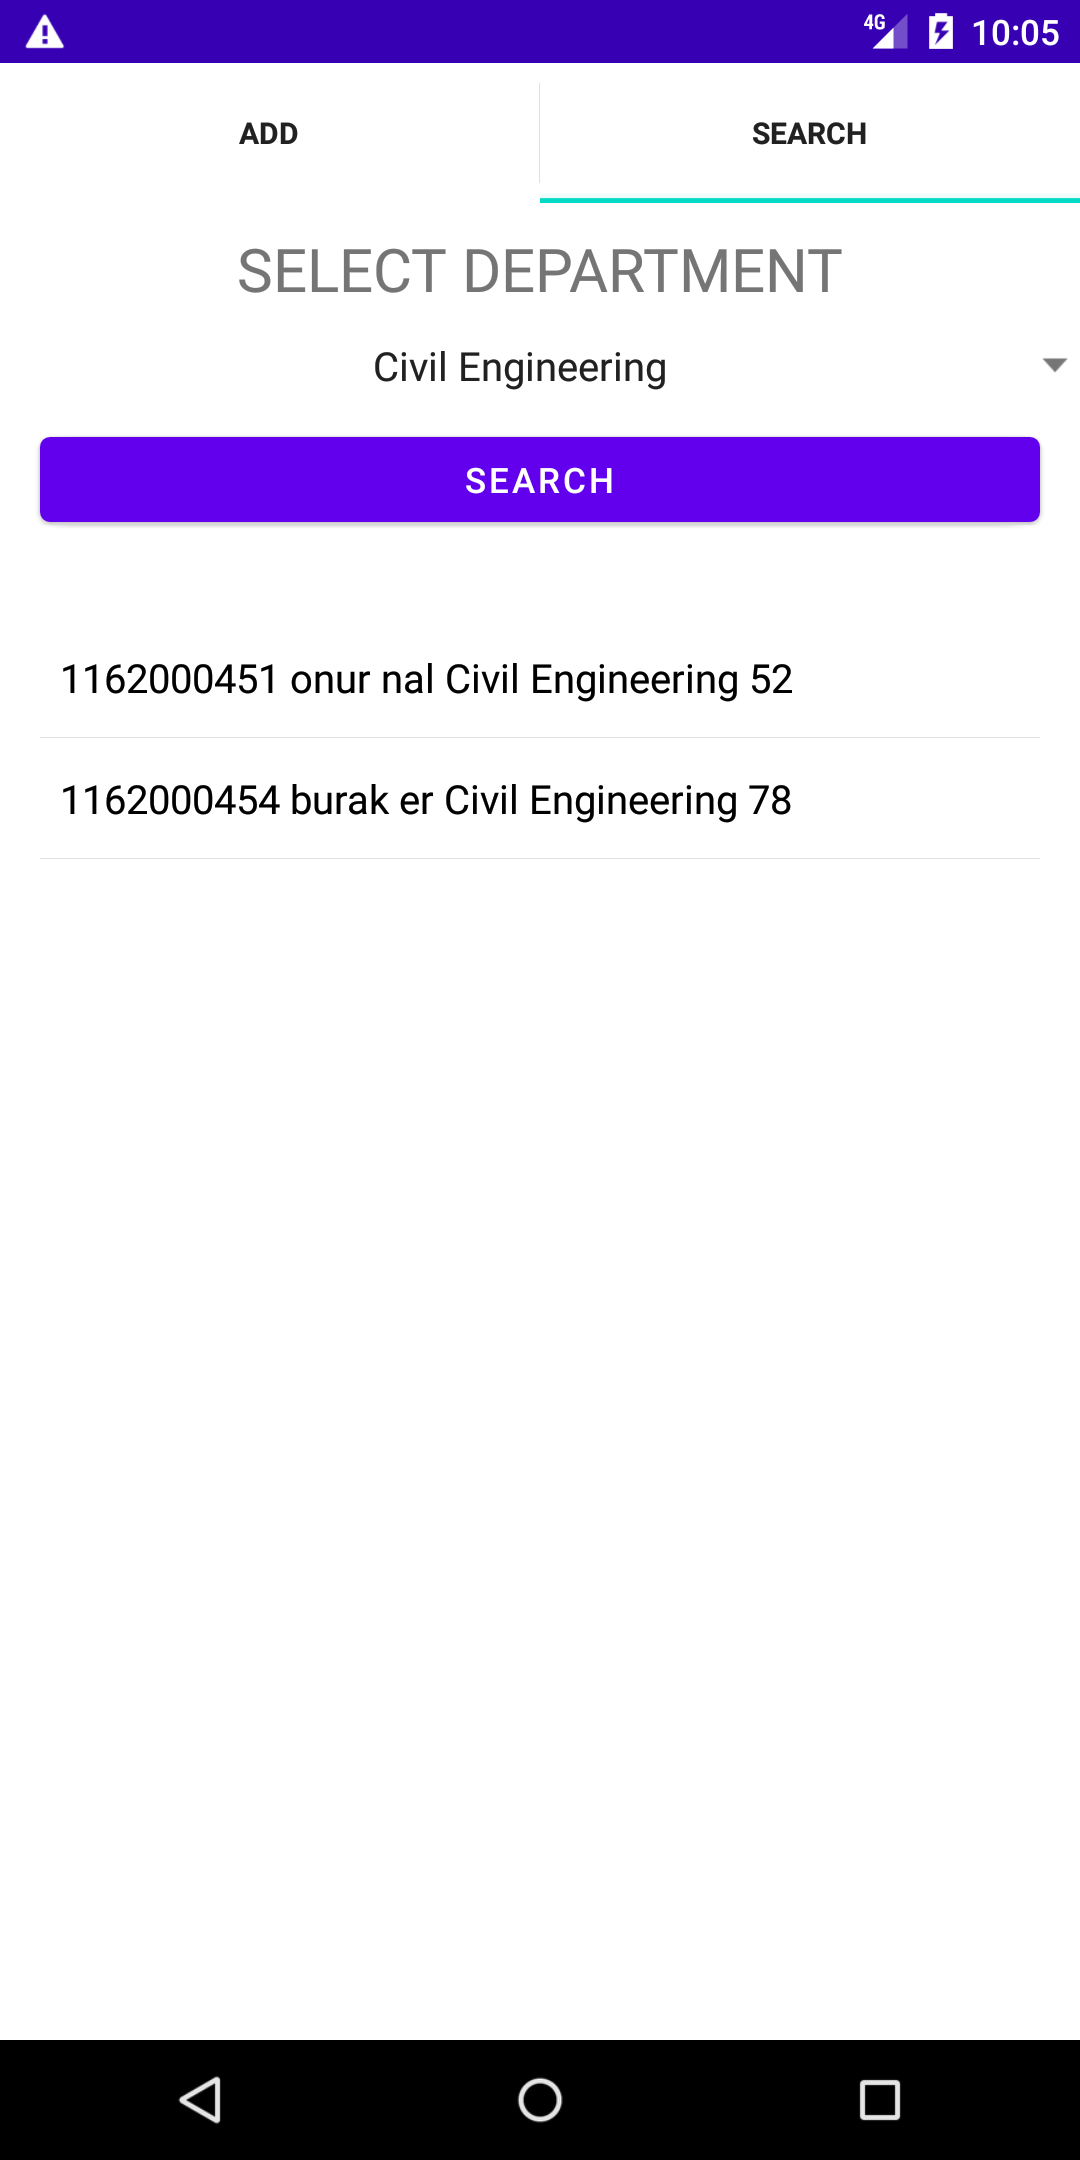 4G 10:05
ADD SEARCH
SELECT DEPARTMENT
Civil Engineering
SEARCH
1162000451 onur nal Civil Engineering 52
1162000454 burak er Civil Engineering 78